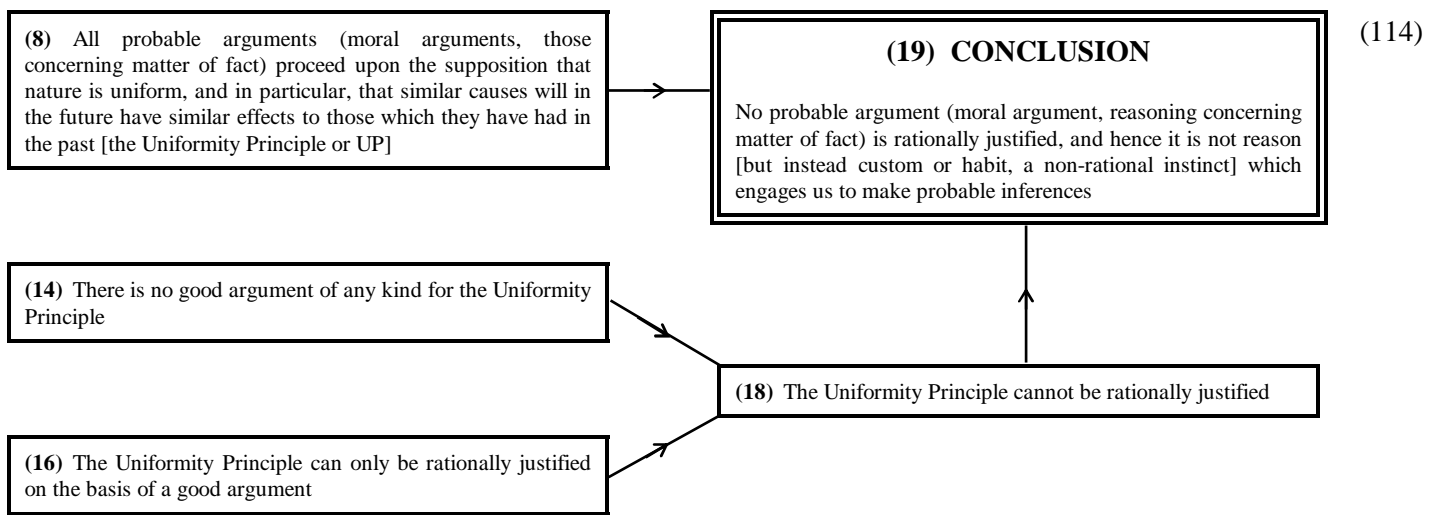 (8) All probable arguments (moral arguments, those
concerning matter of fact) proceed upon the supposition that
nature is uniform, and in particular, that similar causes will in
the future have similar effects to those which they have had in
the past [the Uniformity Principle or UP]
(19) CONCLUSION
No probable argument (moral argument, reasoning concerning
matter of fact) is rationally justified, and hence it is not reason
[but instead custom or habit, a non-rational instinct] which
engages us to make probable inferences
(114)
(14) There is no good argument of any kind for the Uniformity
Principle
(18) The Uniformity Principle cannot be rationally justified
(16) The Uniformity Principle can only be rationally justified
on the basis of a good argument